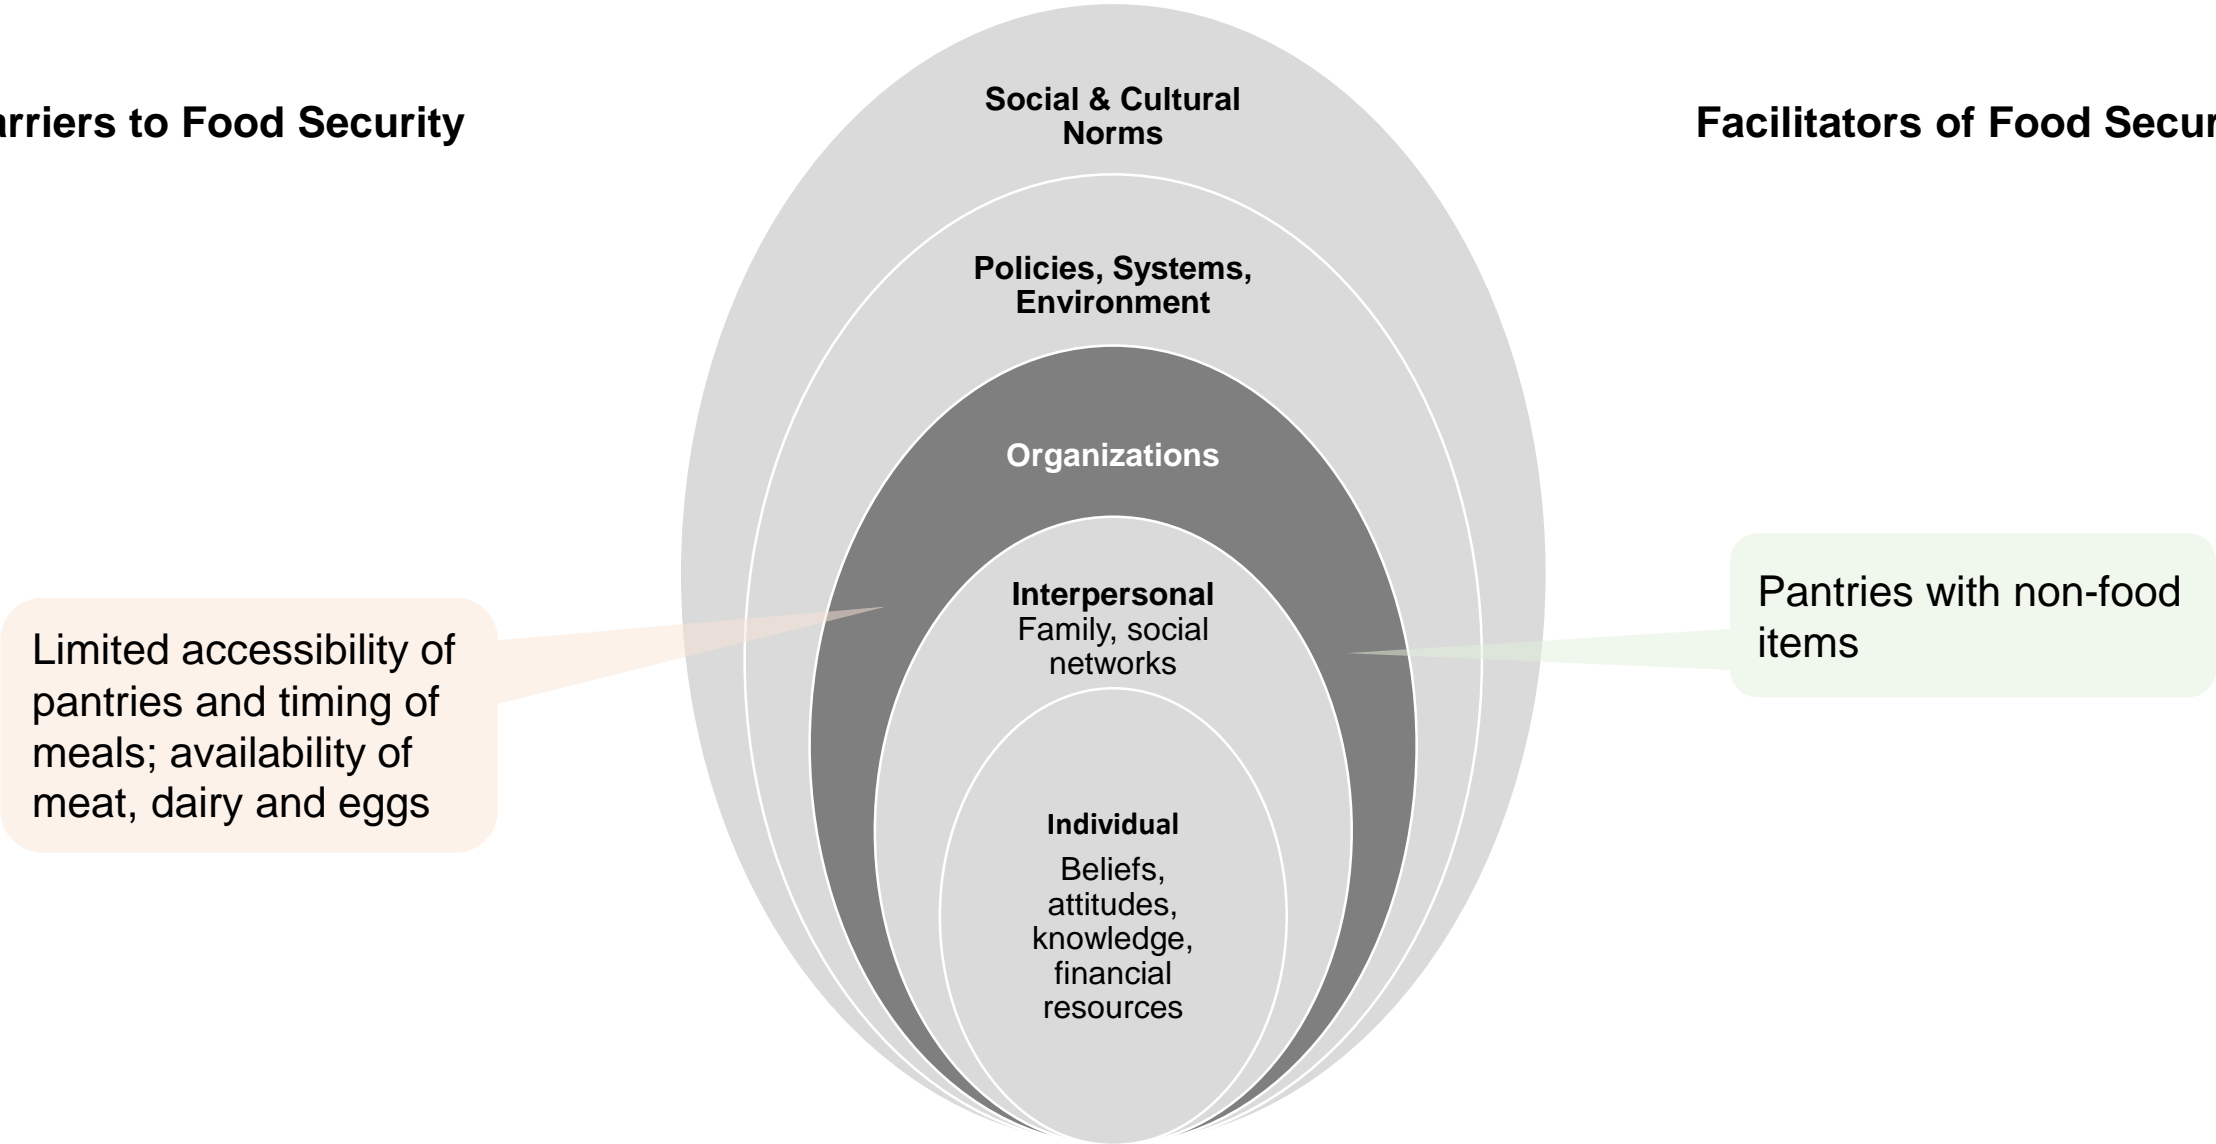 arriers to Food Security
Facilitators of Food Secur
Social & Cultural
Norms
Policies, Systems,
Environment
Organizations
Interpersonal
Family, social
networks
Individual
Beliefs,
attitudes,
knowledge,
financial
resources
Limited accessibility of
pantries and timing of
meals; availability of
meat, dairy and eggs
Pantries with non-food
items